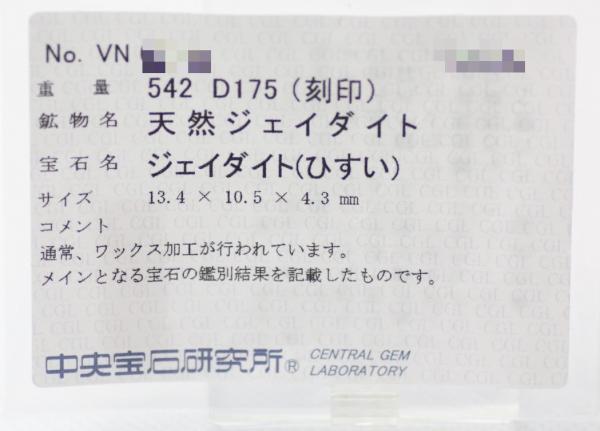 No. VN
重量 542 D175 (刻印)
鉱物名 天然ジェイダイト
宝石名 ジェイダイト(ひすい)
サイズ 13.4 × 10.5 × 4.3 mm
コメント
通常、ワックス加工が行われています。
メインとなる宝石の鑑別結果を記載したものです。
中央宝石研究所® CENTRAL GEM
LABORATORY